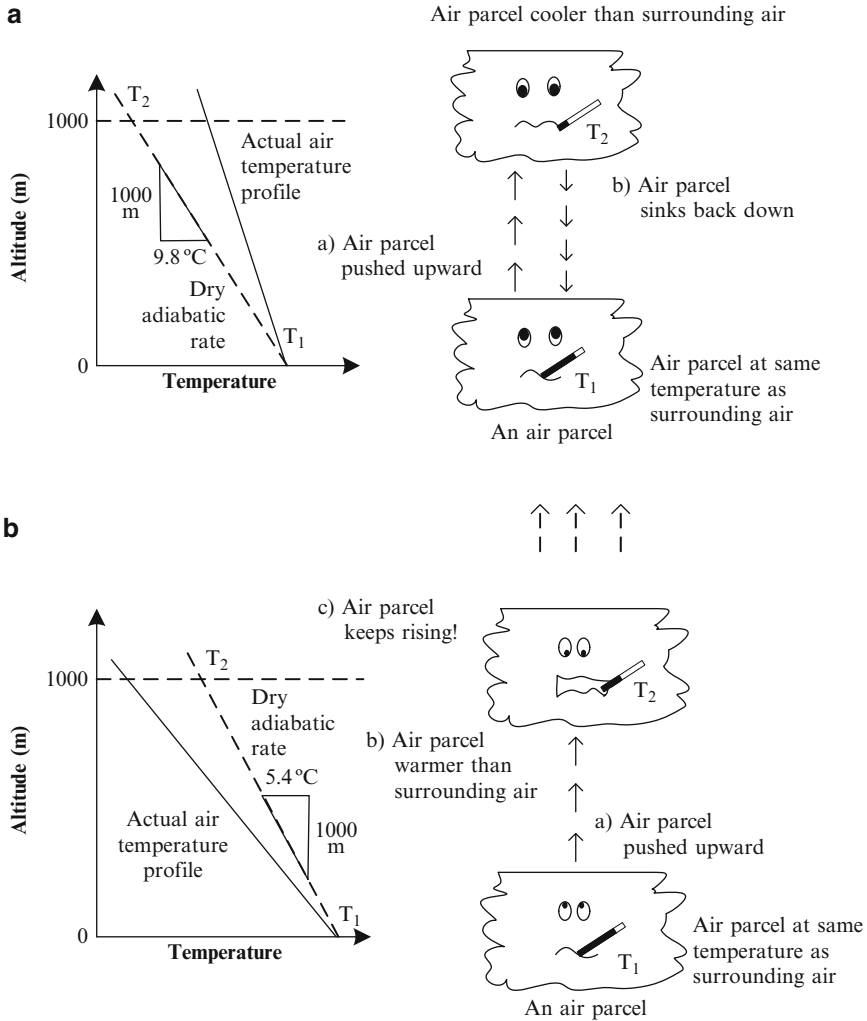 a
Air parcel cooler than surrounding air
T2
1000
Actual air
temperature
profile
1000
m
9.8 ºC
Dry
adiabatic
rate
T1
0
Altitude (m)
Temperature
T2
b) Air parcel
sinks back down
a) Air parcel
pushed upward
T1
Air parcel at same
temperature as
surrounding air
An air parcel
b
c) Air parcel
keeps rising!
T2
1000
Dry
adiabatic
rate
5.4 ºC
1000
m
Actual air
temperature
profile
T1
0
Altitude (m)
Temperature
T2
b) Air parcel
warmer than
surrounding air
a) Air parcel
pushed upward
T1
Air parcel at same
temperature as
surrounding air
An air parcel